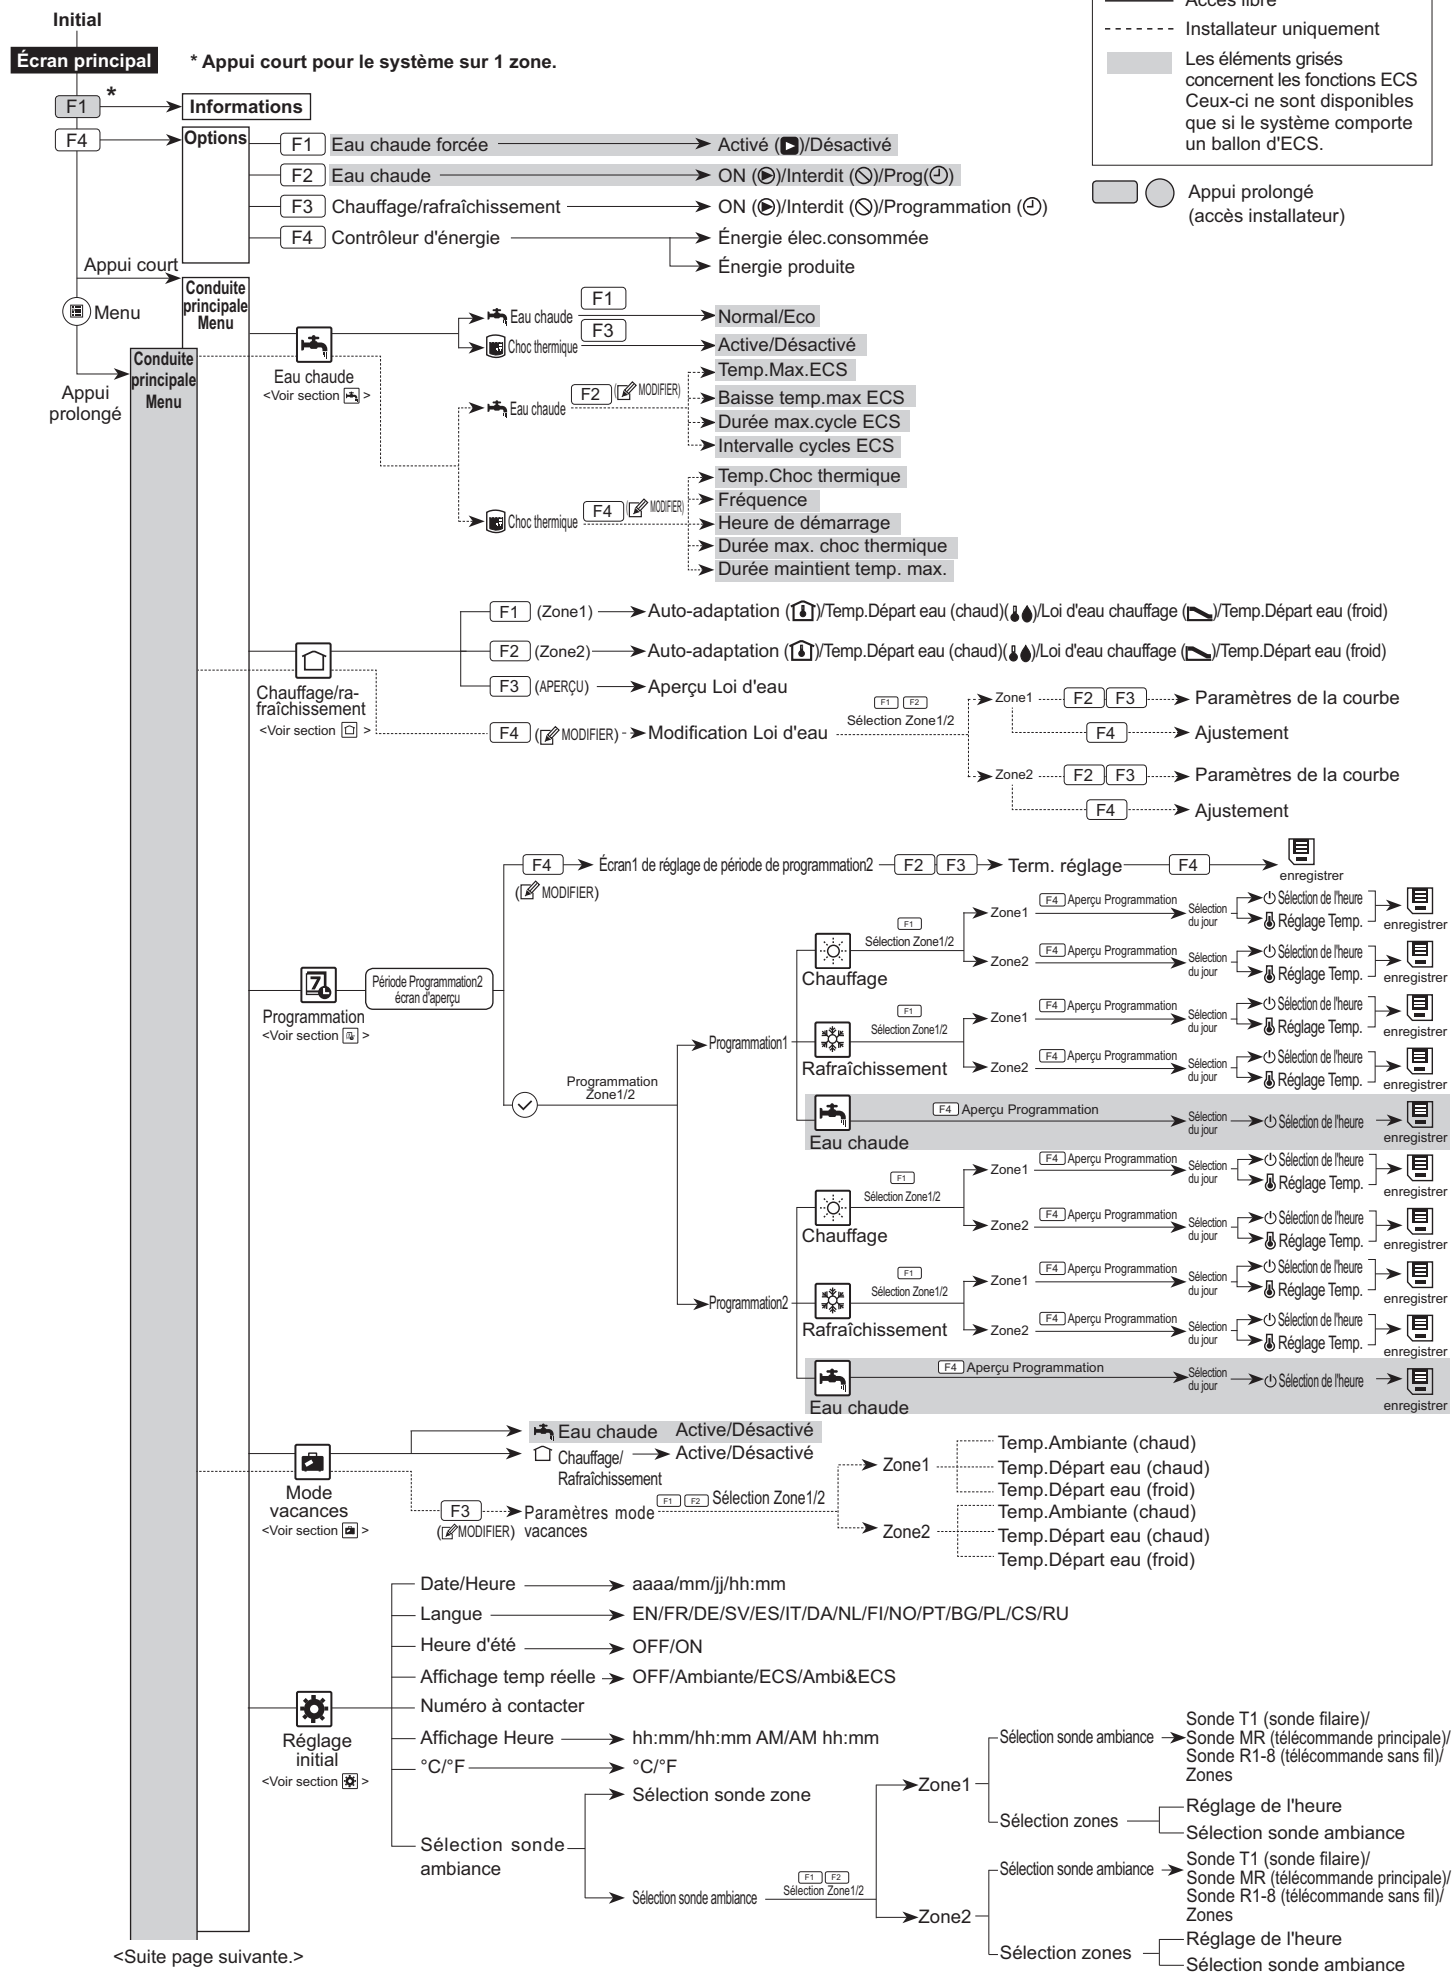 Accès libre
Installateur uniquement
Les éléments grisés
concernent les fonctions ECS
Ceux-ci ne sont disponibles
que si le système comporte
un ballon d'ECS.
Appui prolongé
(accès installateur)
Initial
Écran principal
* Appui court pour le système sur 1 zone.
F1 * Informations
F4 Options
F1 Eau chaude forcée Activé ()/Désactivé
F2 Eau chaude ON ()/Interdit ()/Prog()
F3 Chauffage/rafraîchissement ON ()/Interdit ()/Programmation ()
F4 Contrôleur d'énergie Énergie élec.consommée
Énergie produite
Appui court
Menu
Appui
prolongé
Conduite
principale
Menu
Conduite
principale
Menu
Eau chaude
<Voir section >
Eau chaude F1 Normal/Eco
Choc thermique F3 Active/Désactivé
Eau chaude F2 (MODIFIER)
Temp.Max.ECS
Baisse temp.max ECS
Durée max.cycle ECS
Intervalle cycles ECS
Choc thermique F4 (MODIFIER)
Temp.Choc thermique
Fréquence
Heure de démarrage
Durée max. choc thermique
Durée maintient temp. max.
Chauffage/ra-
fraîchissement
<Voir section >
F1 (Zone1) Auto-adaptation ()/Temp.Départ eau (chaud)()/Loi d'eau chauffage ()/Temp.Départ eau (froid)
F2 (Zone2) Auto-adaptation ()/Temp.Départ eau (chaud)()/Loi d'eau chauffage ()/Temp.Départ eau (froid)
F3 (APERÇU) Aperçu Loi d'eau
F4 (MODIFIER) Modification Loi d'eau
F1 F2
Sélection Zone1/2
Zone1 F2 F3 Paramètres de la courbe
F4 Ajustement
Zone2 F2 F3 Paramètres de la courbe
F4 Ajustement
Programmation
<Voir section >
Période Programmation2
écran d'aperçu
F4 Écran1 de réglage de période de programmation2 F2 F3 Term. réglage F4 enregistrer
(MODIFIER)
Programmation
Zone1/2
Programmation1
Chauffage
F1
Sélection Zone1/2
Zone1 F4 Aperçu Programmation Sélection
du jour
Sélection de l'heure
Réglage Temp.
enregistrer
Zone2 F4 Aperçu Programmation Sélection
du jour
Sélection de l'heure
Réglage Temp.
enregistrer
Rafraîchissement
F1
Sélection Zone1/2
Zone1 F4 Aperçu Programmation Sélection
du jour
Sélection de l'heure
Réglage Temp.
enregistrer
Zone2 F4 Aperçu Programmation Sélection
du jour
Sélection de l'heure
Réglage Temp.
enregistrer
Eau chaude
F4 Aperçu Programmation Sélection
du jour
Sélection de l'heure
enregistrer
Programmation2
Chauffage
F1
Sélection Zone1/2
Zone1 F4 Aperçu Programmation Sélection
du jour
Sélection de l'heure
Réglage Temp.
enregistrer
Zone2 F4 Aperçu Programmation Sélection
du jour
Sélection de l'heure
Réglage Temp.
enregistrer
Rafraîchissement
F1
Sélection Zone1/2
Zone1 F4 Aperçu Programmation Sélection
du jour
Sélection de l'heure
Réglage Temp.
enregistrer
Zone2 F4 Aperçu Programmation Sélection
du jour
Sélection de l'heure
Réglage Temp.
enregistrer
Eau chaude
F4 Aperçu Programmation Sélection
du jour
Sélection de l'heure
enregistrer
Mode
vacances
<Voir section >
Eau chaude Active/Désactivé
Chauffage/
Rafraîchissement
Active/Désactivé
F3
(MODIFIER)
Paramètres mode
vacances
F1 F2 Sélection Zone1/2
Zone1
Temp.Ambiante (chaud)
Temp.Départ eau (chaud)
Temp.Départ eau (froid)
Zone2
Temp.Ambiante (chaud)
Temp.Départ eau (chaud)
Temp.Départ eau (froid)
Réglage
initial
<Voir section >
Date/Heure aaaa/mm/jj/hh:mm
Langue EN/FR/DE/SV/ES/IT/DA/NL/FI/NO/PT/BG/PL/CS/RU
Heure d'été OFF/ON
Affichage temp réelle OFF/Ambiante/ECS/Ambi&ECS
Numéro à contacter
Affichage Heure hh:mm/hh:mm AM/AM hh:mm
°C/°F °C/°F
Sélection sonde
ambiance
Sélection sonde zone
Sélection sonde ambiance
F1 F2
Sélection Zone1/2
Zone1
Sélection sonde ambiance
Sonde T1 (sonde filaire)/
Sonde MR (télécommande principale)/
Sonde R1-8 (télécommande sans fil)/
Zones
Sélection zones
Réglage de l'heure
Sélection sonde ambiance
Zone2
Sélection sonde ambiance
Sonde T1 (sonde filaire)/
Sonde MR (télécommande principale)/
Sonde R1-8 (télécommande sans fil)/
Zones
Sélection zones
Réglage de l'heure
Sélection sonde ambiance
<Suite page suivante.>